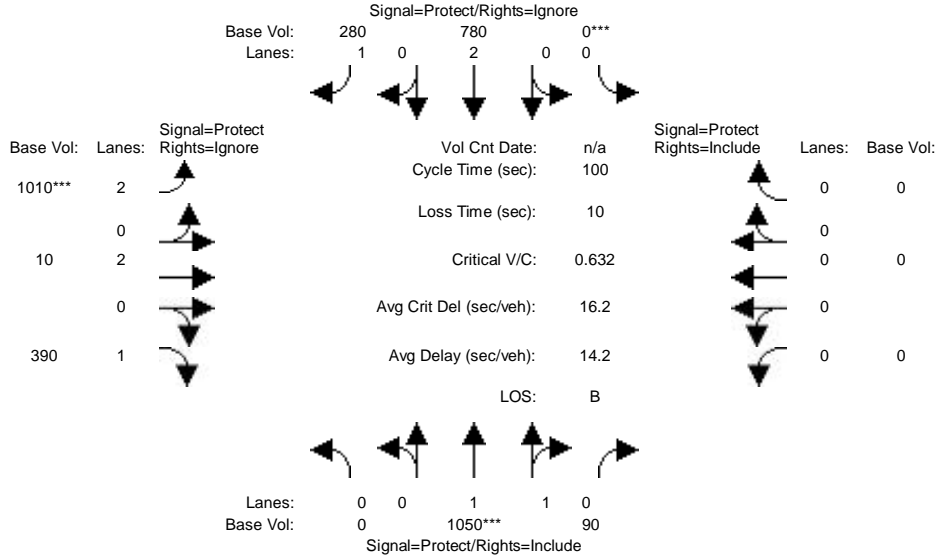 Signal=Protect/Rights=Ignore
Base Vol: 280 780 0***
Lanes: 1 0 2 0 0
Signal=Protect
Base Vol: Lanes: Rights=Ignore Vol Cnt Date: n/a
Signal=Protect
Rights=Include Lanes: Base Vol:
Cycle Time (sec): 100
1010*** 2 0 0
Loss Time (sec): 10
0 0
10 2 Critical V/C: 0.632 0 0
0 Avg Crit Del (sec/veh): 16.2 0
390 1 Avg Delay (sec/veh): 14.2 0 0
LOS: B
Lanes: 0 0 1 1 0
Base Vol: 0 1050*** 90
Signal=Protect/Rights=Include